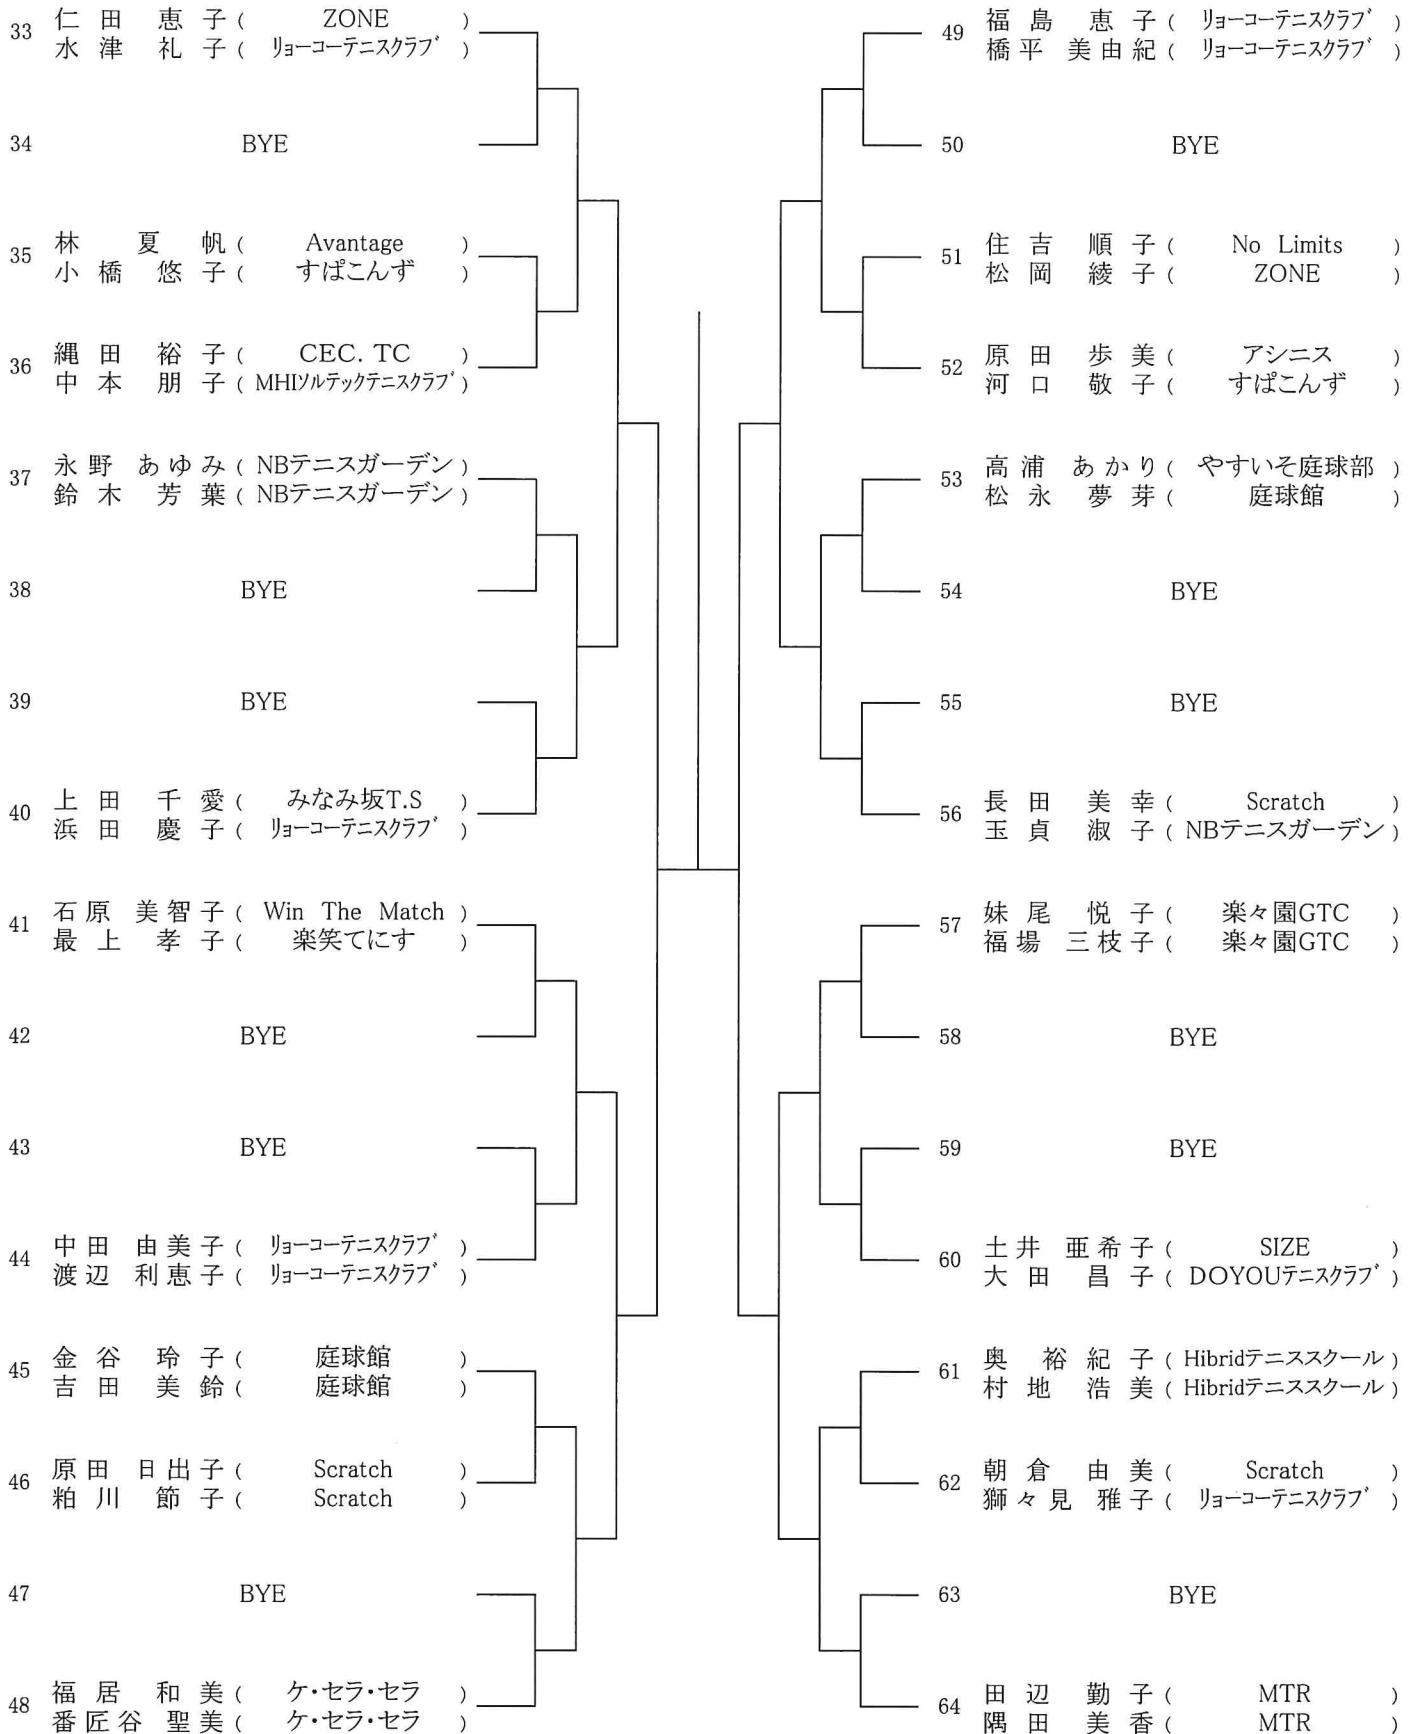 33 仁田 恵子 ( ZONE )
水津 礼子 ( リョーコーテニスクラブ )
34 BYE
35 林 夏帆 ( Avantage )
小橋 悠子 ( すぱこんず )
36 縄田 裕子 ( CEC. TC )
中本 朋子 ( MHIソルテックテニスクラブ )
37 永野 あゆみ ( NBテニスガーデン )
鈴木 芳葉 ( NBテニスガーデン )
38 BYE
39 BYE
40 上田 千愛 ( みなみ坂T.S )
浜田 慶子 ( リョーコーテニスクラブ )
41 石原 美智子 ( Win The Match )
最上 孝子 ( 楽笑てにす )
42 BYE
43 BYE
44 中田 由美子 ( リョーコーテニスクラブ )
渡辺 利恵子 ( リョーコーテニスクラブ )
45 金谷 玲子 ( 庭球館 )
吉田 美鈴 ( 庭球館 )
46 原田 日出子 ( Scratch )
粕川 節子 ( Scratch )
47 BYE
48 福居 和美 ( ケ・セラ・セラ )
番匠谷 聖美 ( ケ・セラ・セラ )
49 福島 恵子 ( リョーコーテニスクラブ )
橋平 美由紀 ( リョーコーテニスクラブ )
50 BYE
51 住吉 順子 ( No Limits )
松岡 綾子 ( ZONE )
52 原田 歩美 ( アシニス )
河口 敬子 ( すぱこんず )
53 高浦 あかり ( やすいそ庭球部 )
松永 夢芽 ( 庭球館 )
54 BYE
55 BYE
56 長田 美幸 ( Scratch )
玉貞 淑子 ( NBテニスガーデン )
57 妹尾 悦子 ( 楽々園GTC )
福場 三枝子 ( 楽々園GTC )
58 BYE
59 BYE
60 土井 亜希子 ( SIZE )
大田 昌子 ( DOYOUテニスクラブ )
61 奥 裕紀子 ( Hibridテニススクール )
村地 浩美 ( Hibridテニススクール )
62 朝倉 由美 ( Scratch )
獅々見 雅子 ( リョーコーテニスクラブ )
63 BYE
64 田辺 勤子 ( MTR )
隅田 美香 ( MTR )